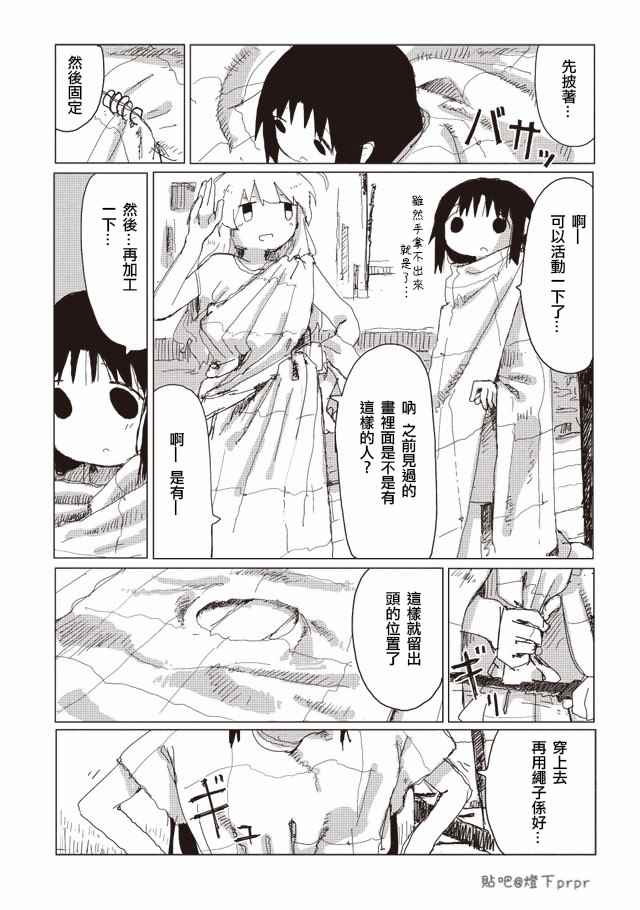 先披著…
バサッ
然後固定
啊—
可以活動一下了…
雖然手拿不出來
就是了…
吶 之前見過的
畫裡面是不是有
這樣的人？
啊— 是有—
然後…再加工
一下…
ギッ
這樣就留出
頭的位置了
穿上去
再用繩子係好…
ギュッ
貼吧@燈下prpr